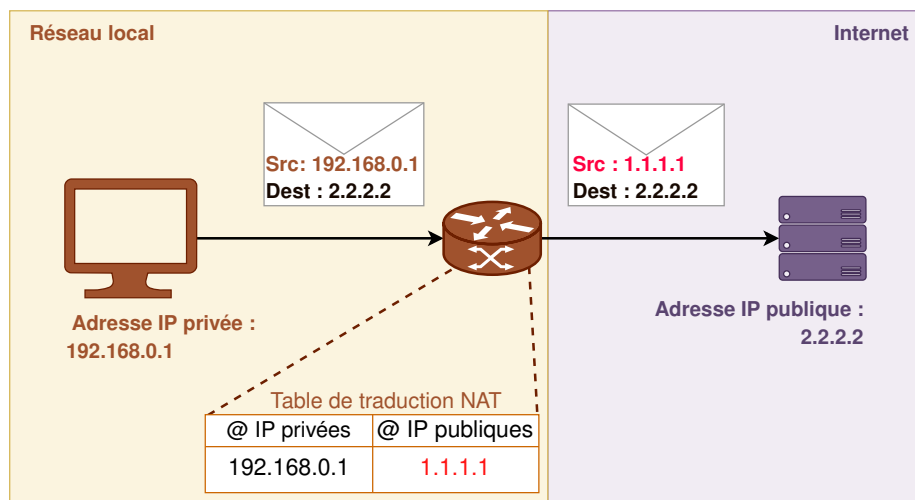 Réseau local
Internet
Src: 192.168.0.1
Dest : 2.2.2.2
Src : 1.1.1.1
Dest : 2.2.2.2
Adresse IP privée :
192.168.0.1
Adresse IP publique :
2.2.2.2
Table de traduction NAT
@ IP privées
@ IP publiques
192.168.0.1
1.1.1.1